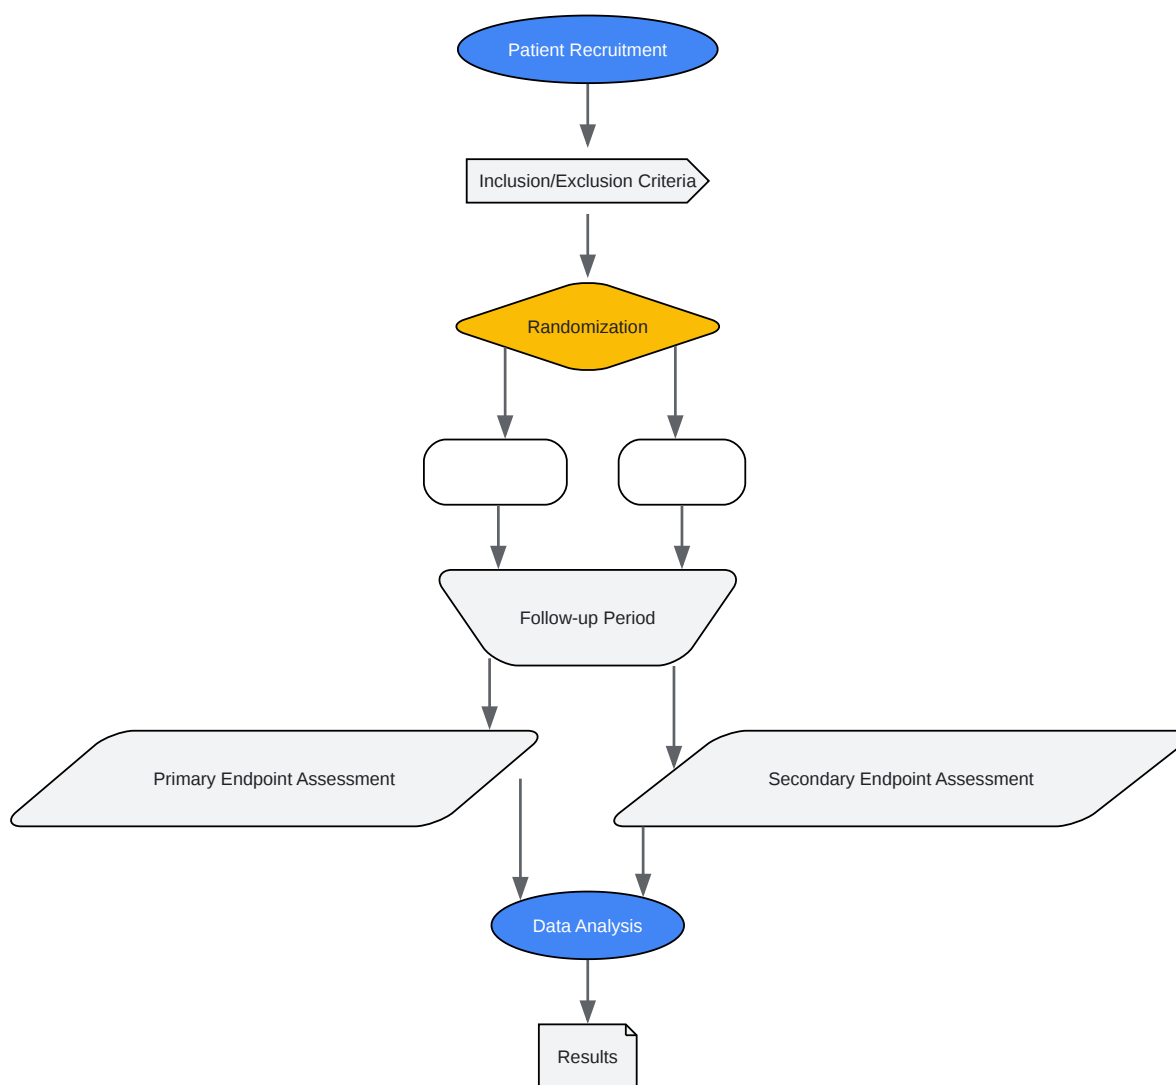 Patient Recruitment
Inclusion/Exclusion Criteria
Randomization
Follow-up Period
Primary Endpoint Assessment
Secondary Endpoint Assessment
Data Analysis
Results